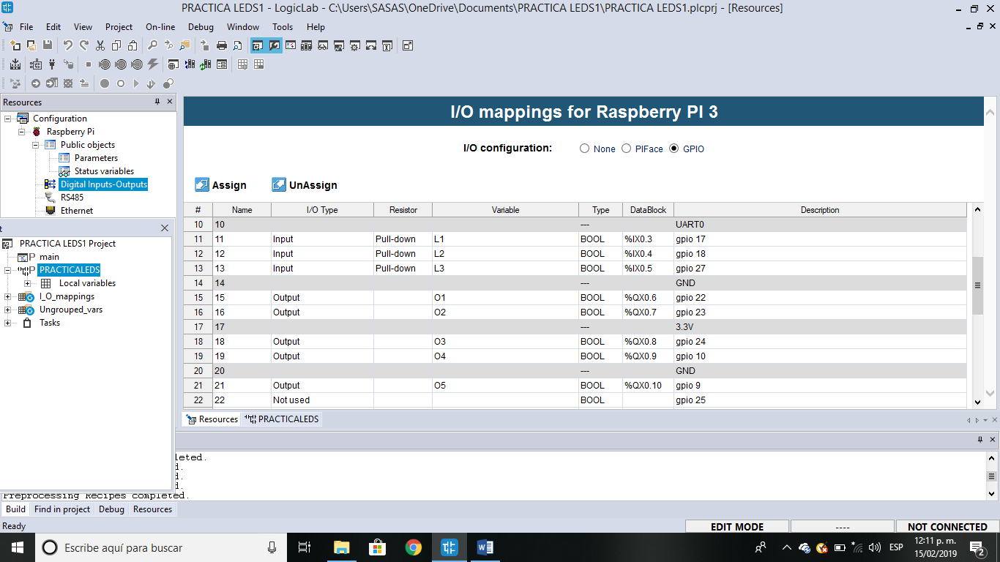 PRACTICA LEDS1 - LogicLab - C:\Users\SASAS\OneDrive\Documents\PRACTICA LEDS1\PRACTICA LEDS1.plcprj - [Resources]
File Edit View Project On-line Debug Window Tools Help
Resources
Configuration
Raspberry Pi
Public objects
Parameters
Status variables
Digital Inputs-Outputs
RS485
Ethernet
t
PRACTICA LEDS1 Project
main
PRACTICALEDS
Local variables
I_O_mappings
Ungrouped_vars
Tasks
I/O mappings for Raspberry PI 3
I/O configuration: None PIFace GPIO
Assign UnAssign
# Name I/O Type Resistor Variable Type DataBlock Description
10 10 --- UART0
11 11 Input Pull-down L1 BOOL %IX0.3 gpio 17
12 12 Input Pull-down L2 BOOL %IX0.4 gpio 18
13 13 Input Pull-down L3 BOOL %IX0.5 gpio 27
14 14 --- GND
15 15 Output O1 BOOL %QX0.6 gpio 22
16 16 Output O2 BOOL %QX0.7 gpio 23
17 17 --- 3.3V
18 18 Output O3 BOOL %QX0.8 gpio 24
19 19 Output O4 BOOL %QX0.9 gpio 10
20 20 --- GND
21 21 Output O5 BOOL %QX0.10 gpio 9
22 22 Not used BOOL gpio 25
Resources PRACTICALEDS
leted.
d.
d.
d.
Preprocessing Recipes completed.
Build Find in project Debug Resources
Ready EDIT MODE ---- NOT CONNECTED
Escribe aquí para buscar
ESP
12:11 p. m.
15/02/2019
2